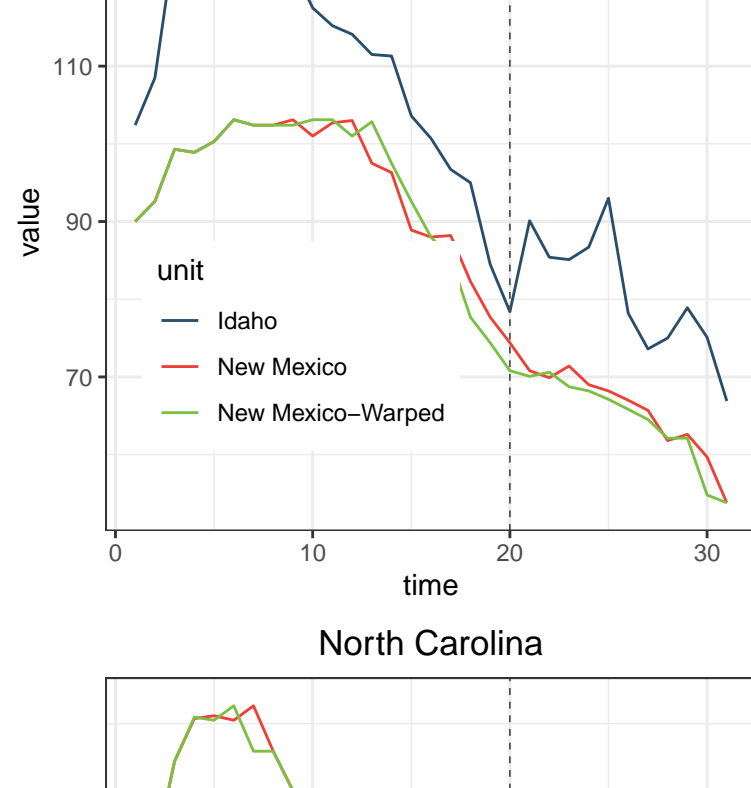 110
90
70
value
unit
Idaho
New Mexico
New Mexico−Warped
0 10 20 30
time
North Carolina